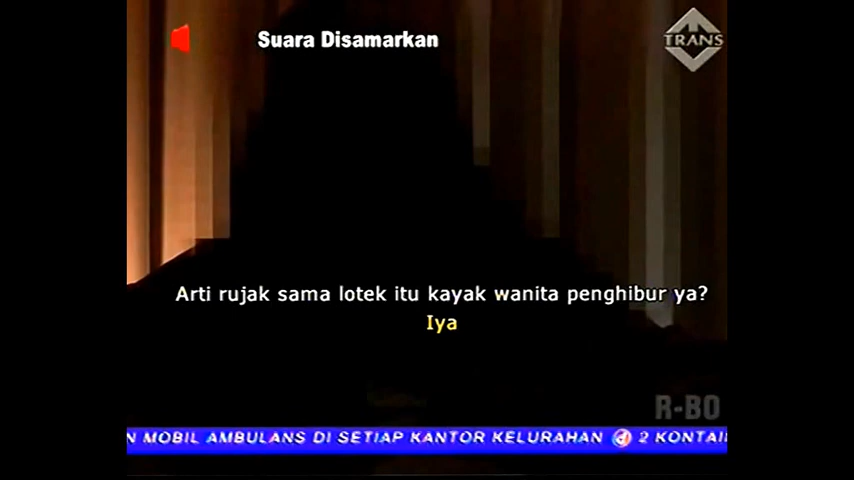 Suara Disamarkan
TRANS
Arti rujak sama lotek itu kayak wanita penghibur ya?
Iya
R-BO
N MOBIL AMBULANS DI SETIAP KANTOR KELURAHAN 2 KONTAI